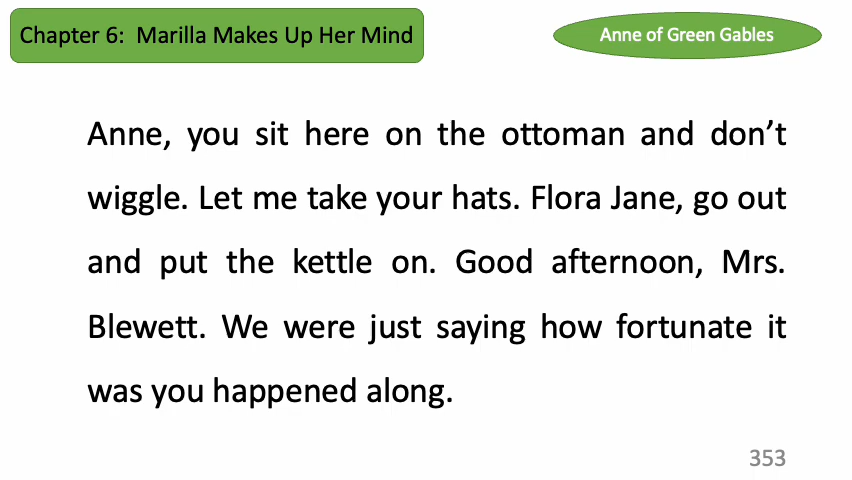 Chapter 6:  Marilla Makes Up Her Mind
Anne of Green Gables
Anne, you sit here on the ottoman and don’t
wiggle. Let me take your hats. Flora Jane, go out
and put the kettle on. Good afternoon, Mrs.
Blewett. We were just saying how fortunate it
was you happened along.
353